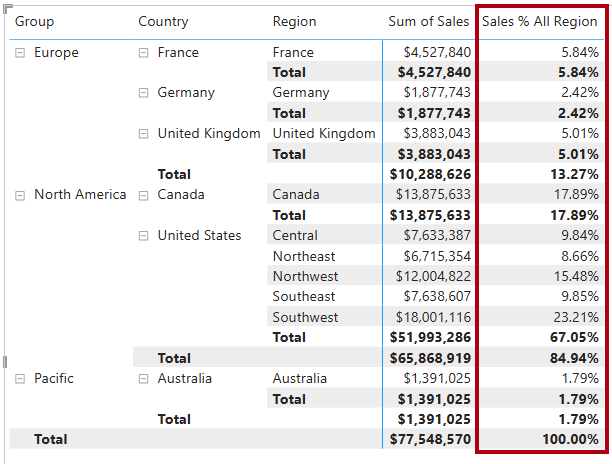 Group Country Region Sum of Sales Sales % All Region
Europe France France $4,527,840 5.84%
Total $4,527,840 5.84%
Germany Germany $1,877,743 2.42%
Total $1,877,743 2.42%
United Kingdom United Kingdom $3,883,043 5.01%
Total $3,883,043 5.01%
Total $10,288,626 13.27%
North America Canada Canada $13,875,633 17.89%
Total $13,875,633 17.89%
United States Central $7,633,387 9.84%
Northeast $6,715,354 8.66%
Northwest $12,004,822 15.48%
Southeast $7,638,607 9.85%
Southwest $18,001,116 23.21%
Total $51,993,286 67.05%
Total $65,868,919 84.94%
Pacific Australia Australia $1,391,025 1.79%
Total $1,391,025 1.79%
Total $1,391,025 1.79%
Total $77,548,570 100.00%